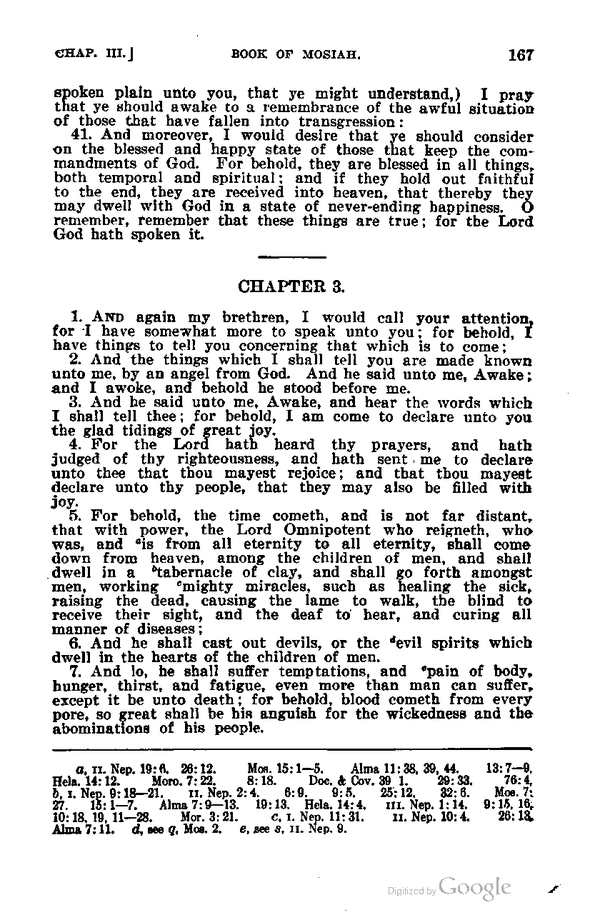 CHAP. III.] BOOK OF MOSIAH. 167
spoken plain unto you, that ye might understand,) I pray
that ye should awake to a remembrance of the awful situation
of those that have fallen into transgression:
41. And moreover, I would desire that ye should consider
on the blessed and happy state of those that keep the com-
mandments of God. For behold, they are blessed in all things,
both temporal and spiritual; and if they hold out faithful
to the end, they are received into heaven, that thereby they
may dwell with God in a state of never-ending happiness. O
remember, remember that these things are true; for the Lord
God hath spoken it.
CHAPTER 3.
1. AND again my brethren, I would call your attention,
for I have somewhat more to speak unto you; for behold, I
have things to tell you concerning that which is to come;
2. And the things which I shall tell you are made known
unto me, by an angel from God. And he said unto me, Awake;
and I awoke, and behold he stood before me.
3. And he said unto me, Awake, and hear the words which
I shall tell thee; for behold, I am come to declare unto you
the glad tidings of great joy.
4. For the Lord hath heard thy prayers, and hath
judged of thy righteousness, and hath sent me to declare
unto thee that thou mayest rejoice; and that thou mayest
declare unto thy people, that they may also be filled with
joy.
5. For behold, the time cometh, and is not far distant,
that with power, the Lord Omnipotent who reigneth, who
was, and ᵃis from all eternity to all eternity, shall come
down from heaven, among the children of men, and shall
dwell in a ᵇtabernacle of clay, and shall go forth amongst
men, working ᶜmighty miracles, such as healing the sick,
raising the dead, causing the lame to walk, the blind to
receive their sight, and the deaf to hear, and curing all
manner of diseases;
6. And he shall cast out devils, or the ᵈevil spirits which
dwell in the hearts of the children of men.
7. And lo, he shall suffer temptations, and ᵉpain of body,
hunger, thirst, and fatigue, even more than man can suffer,
except it be unto death; for behold, blood cometh from every
pore, so great shall be his anguish for the wickedness and the
abominations of his people.
a, II. Nep. 19:6. 26:12. Mos. 15:1—5. Alma 11:38, 39, 44. 13:7—9.
Hela. 14:12. Moro. 7:22. 8:18. Doc. & Cov. 39 1. 29:33. 76:4,
b, I. Nep. 9:18—21. II. Nep. 2:4. 6:9. 9:5. 25:12. 32:6. Mos. 7:
27. 15:1—7. Alma 7:9—13. 19:13. Hela. 14:4. III. Nep. 1:14. 9:15, 16.
10:18, 19, 11—28. Mor. 3:21. c, I. Nep. 11:31. II. Nep. 10:4. 26:13.
Alma 7:11. d, see q, Mos. 2. e, see s, II. Nep. 9.
Digitized by Google